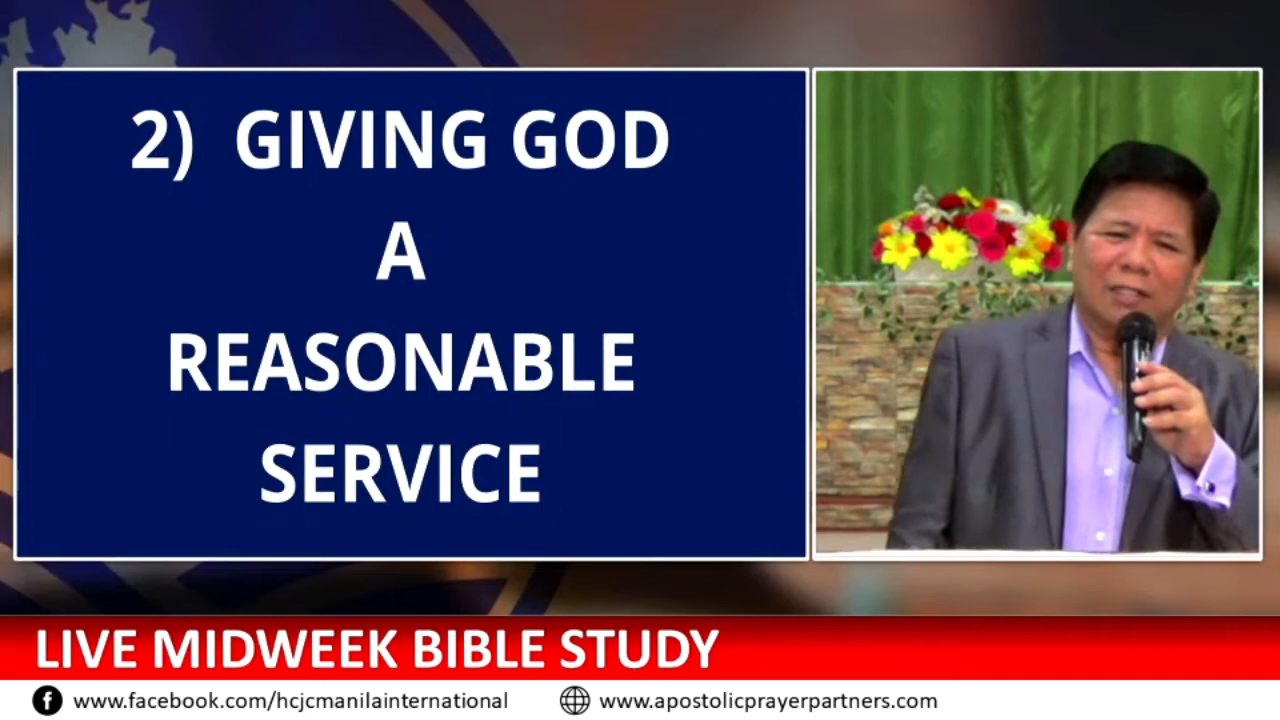 2) GIVING GOD
A
REASONABLE
SERVICE
LIVE MIDWEEK BIBLE STUDY
www.facebook.com/hcjcmanilainternational
www.apostolicprayerpartners.com